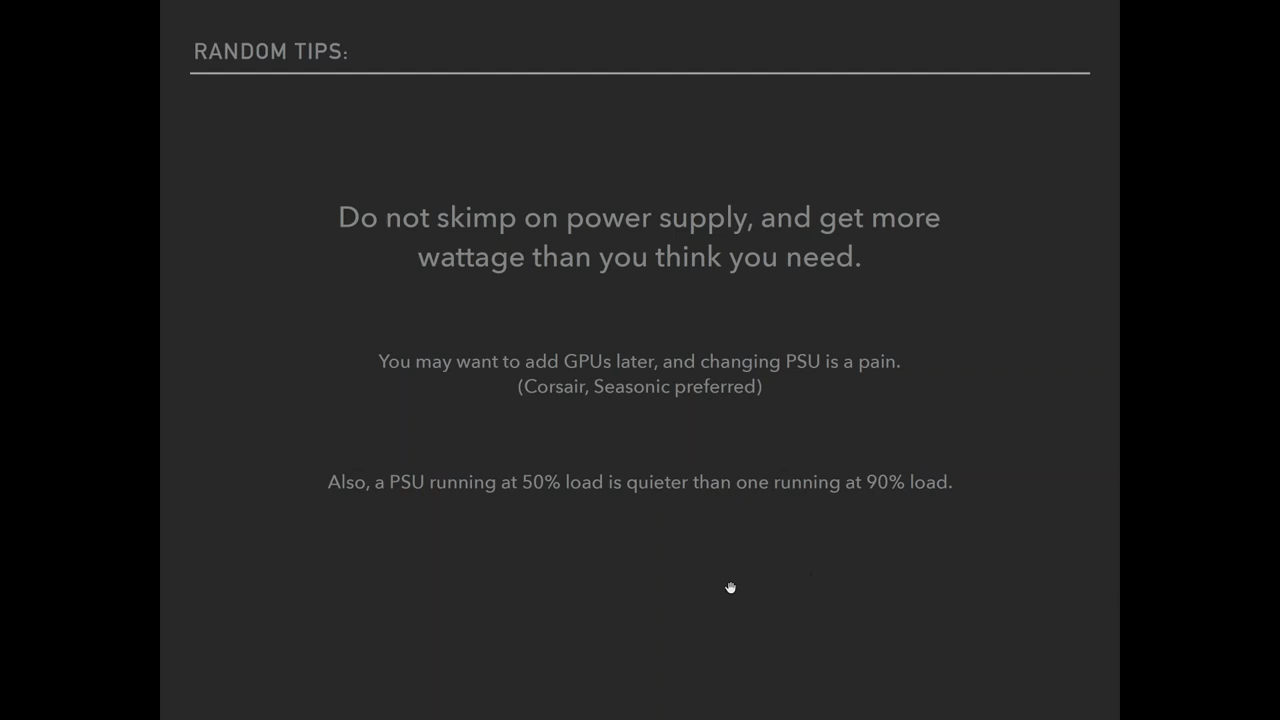 RANDOM TIPS:
Do not skimp on power supply, and get more
wattage than you think you need.
You may want to add GPUs later, and changing PSU is a pain.
(Corsair, Seasonic preferred)
Also, a PSU running at 50% load is quieter than one running at 90% load.